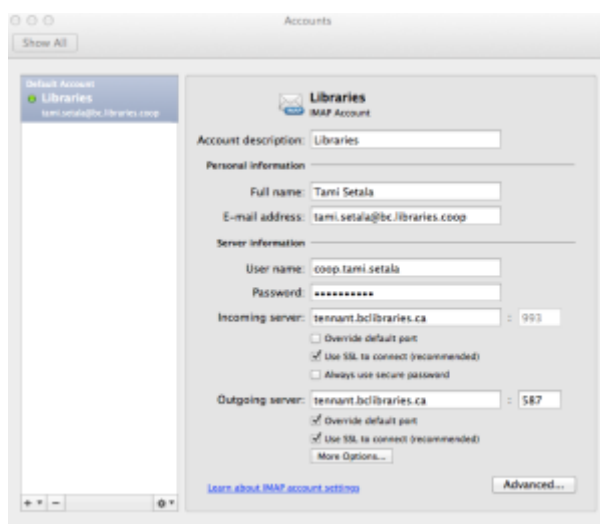 Accounts
Show All
Default Account
Libraries
tami.setala@bc.libraries.coop
Libraries
IMAP Account
Account description: Libraries
Personal information
Full name: Tami Setala
E-mail address: tami.setala@bc.libraries.coop
Server information
User name: coop.tami.setala
Password: ••••••••••
Incoming server: tennant.bclibraries.ca : 993
Override default port
Use SSL to connect (recommended)
Always use secure password
Outgoing server: tennant.bclibraries.ca : 587
Override default port
Use SSL to connect (recommended)
More Options...
Learn about IMAP account settings
Advanced...